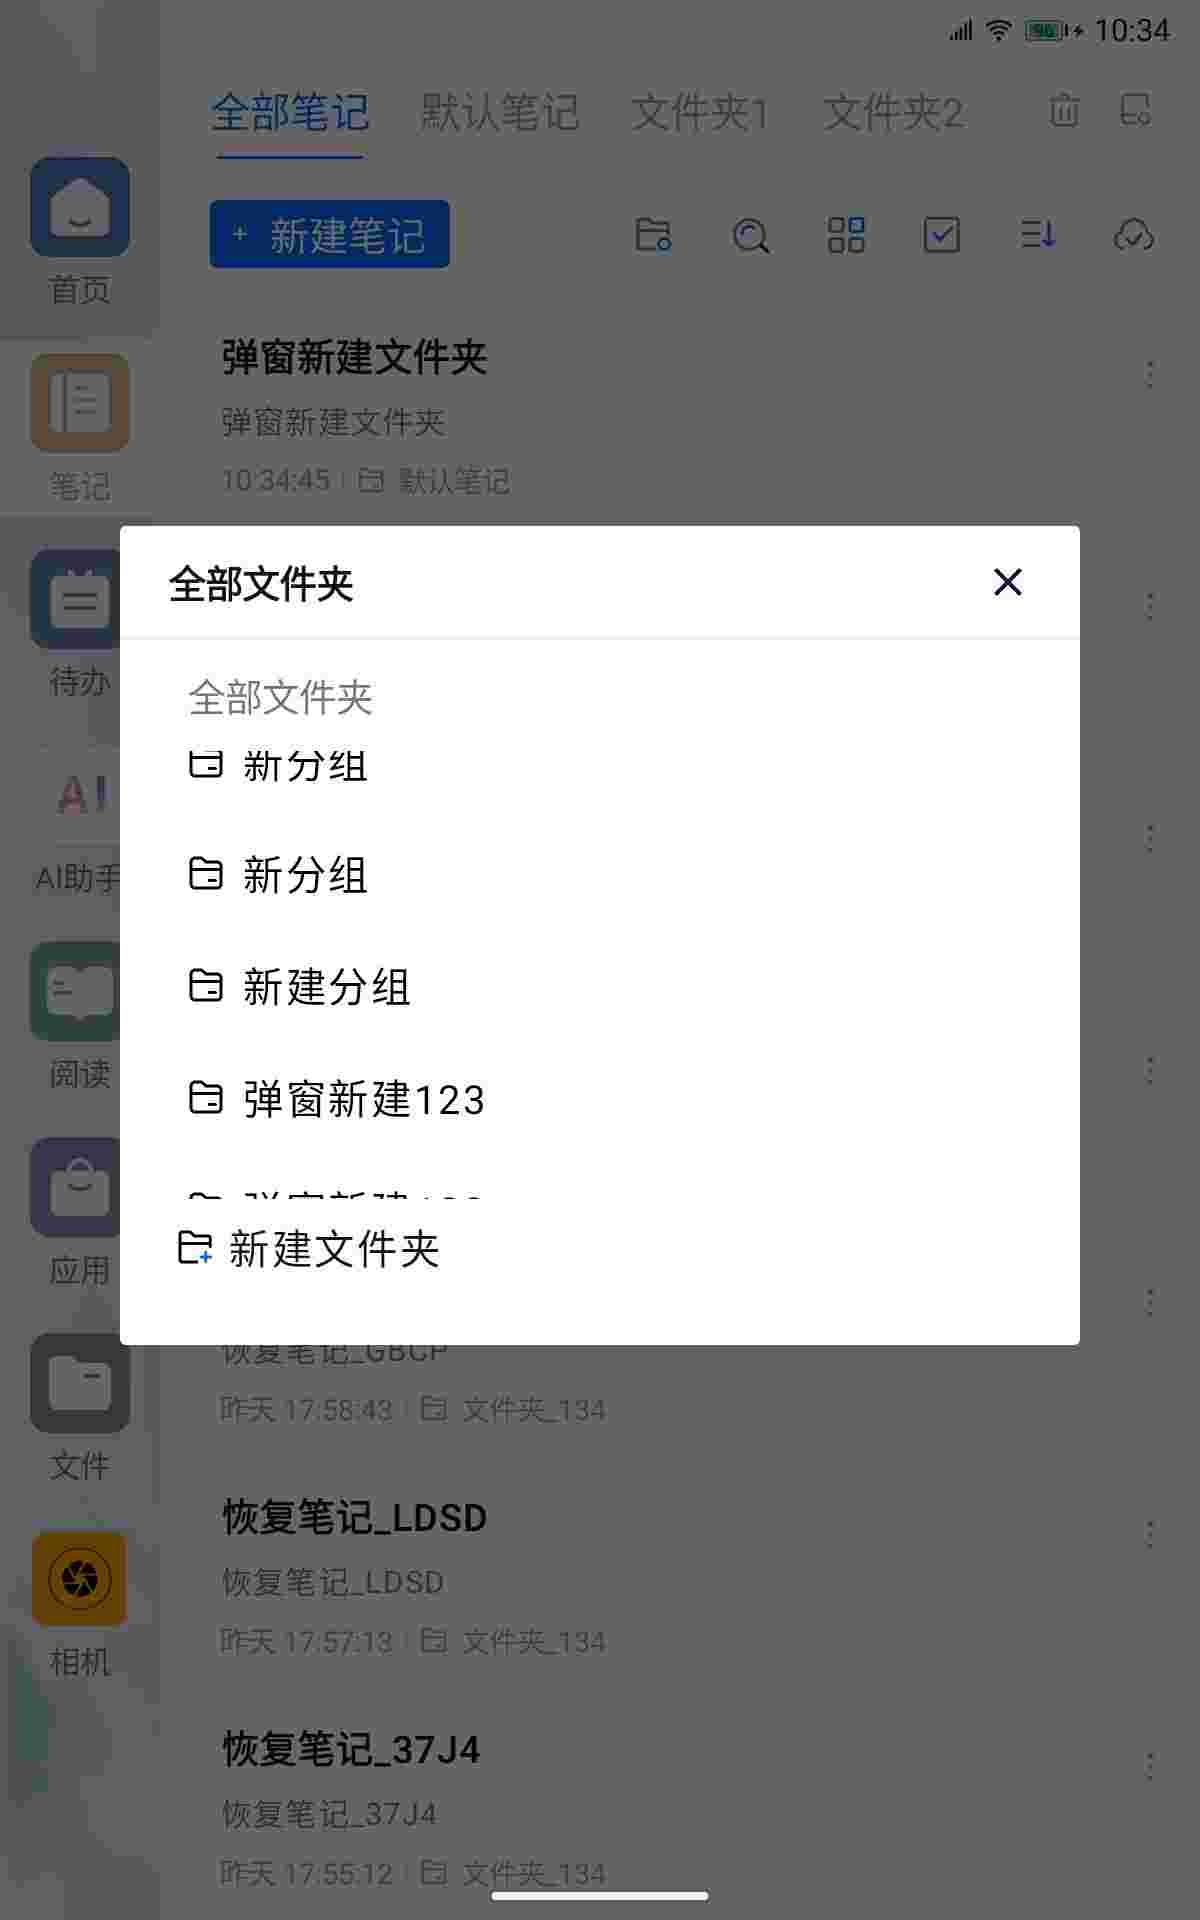 10:34
全部笔记 默认笔记 文件夹1 文件夹2
+ 新建笔记
首页
弹窗新建文件夹
弹窗新建文件夹
10:34:45 默认笔记
笔记
全部文件夹
全部文件夹
新分组
新分组
新建分组
弹窗新建123
新建文件夹
待办
AI
AI助手
阅读
应用
文件
相机
恢复笔记_GBCP
昨天 17:58:43 文件夹_134
恢复笔记_LDSD
恢复笔记_LDSD
昨天 17:57:13 文件夹_134
恢复笔记_37J4
恢复笔记_37J4
昨天 17:55:12 文件夹_134